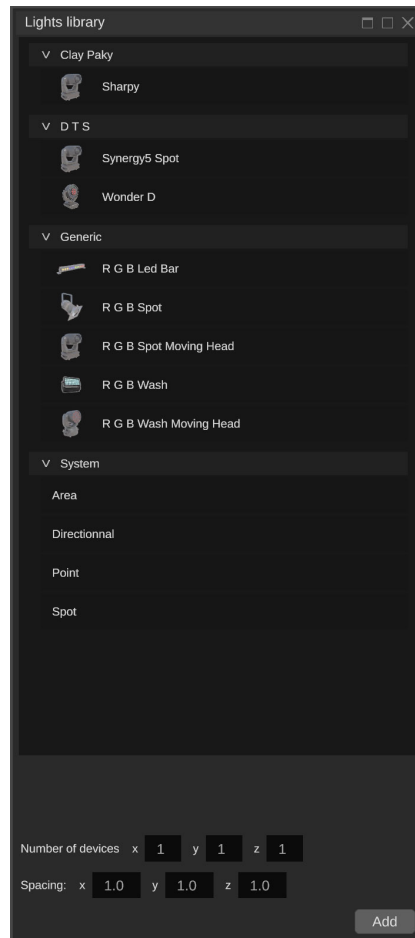 Lights library
Clay Paky
Sharpy
D T S
Synergy5 Spot
Wonder D
Generic
R G B Led Bar
R G B Spot
R G B Spot Moving Head
R G B Wash
R G B Wash Moving Head
System
Area
Directionnal
Point
Spot
Number of devices x 1 y 1 z 1
Spacing: x 1.0 y 1.0 z 1.0
Add